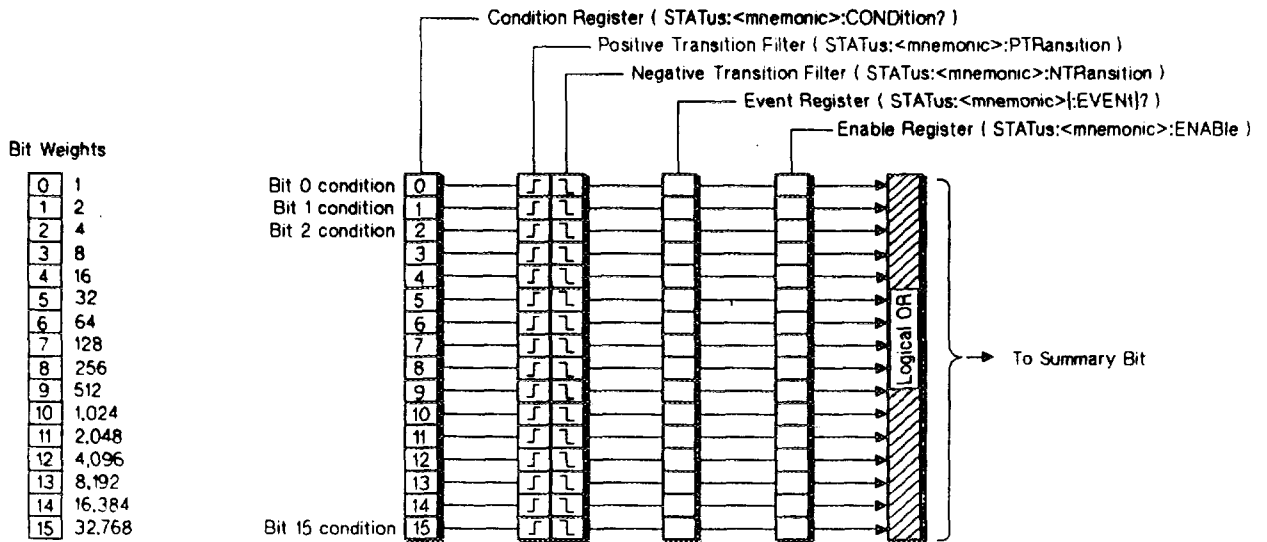 Condition Register ( STATus:<mnemonic>:CONDition? )
Positive Transition Filter ( STATus:<mnemonic>:PTRansition )
Negative Transition Filter ( STATus:<mnemonic>:NTRansition )
Event Register ( STATus:<mnemonic>[:EVENt]? )
Enable Register ( STATus:<mnemonic>:ENABle )
Bit Weights
0 1
1 2
2 4
3 8
4 16
5 32
6 64
7 128
8 256
9 512
10 1,024
11 2,048
12 4,096
13 8,192
14 16,384
15 32,768
Bit 0 condition 0
Bit 1 condition 1
Bit 2 condition 2
3
4
5
6
7
8
9
10
11
12
13
14
Bit 15 condition 15
Logical OR
To Summary Bit